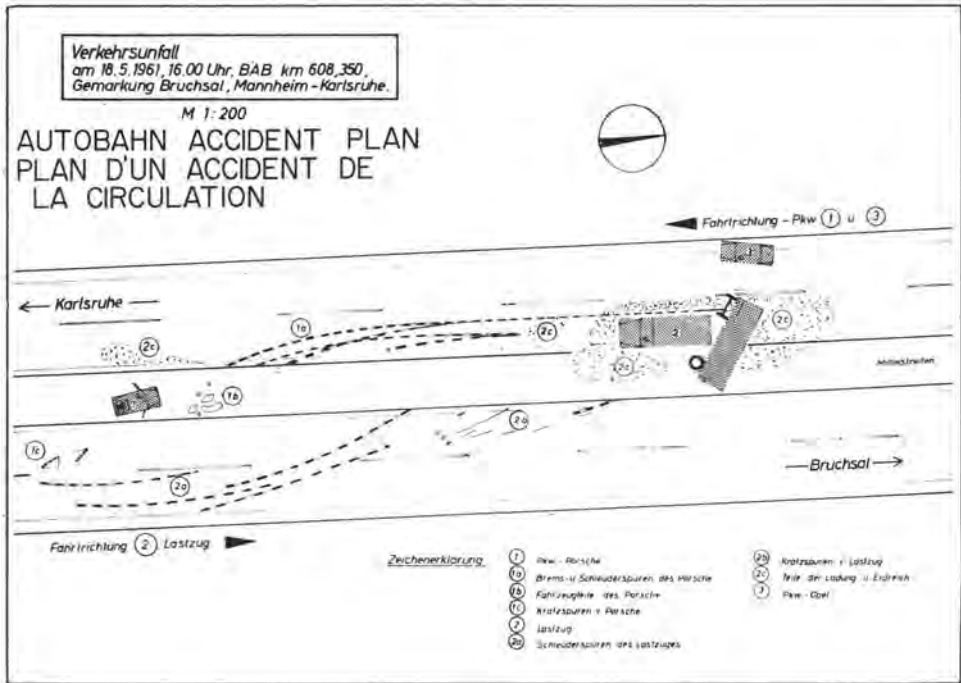 Verkehrsunfall
am 18.5.1961, 16.00 Uhr, BAB km 608,350,
Gemarkung Bruchsal, Mannheim-Karlsruhe.
M 1:200
AUTOBAHN ACCIDENT PLAN
PLAN D'UN ACCIDENT DE
LA CIRCULATION
Fahrtrichtung - Pkw 1 u 3
Karlsruhe
1a
2c
2c
2c
2c
2
Mittelstreifen
1b
1c
2a
Bruchsal
Fahrtrichtung 2 Lastzug
Zeichenerklärung
1 Pkw - Porsche
1a Brems- u Schleuderspuren des Porsche
1b Fahrzeugteile des Porsche
1c Kratzspuren v Porsche
2 Lastzug
2a Schleuderspuren des Lastzuges
2b Kratzspuren v Lastzug
2c Teile der Ladung u Erdreich
3 Pkw - Opel